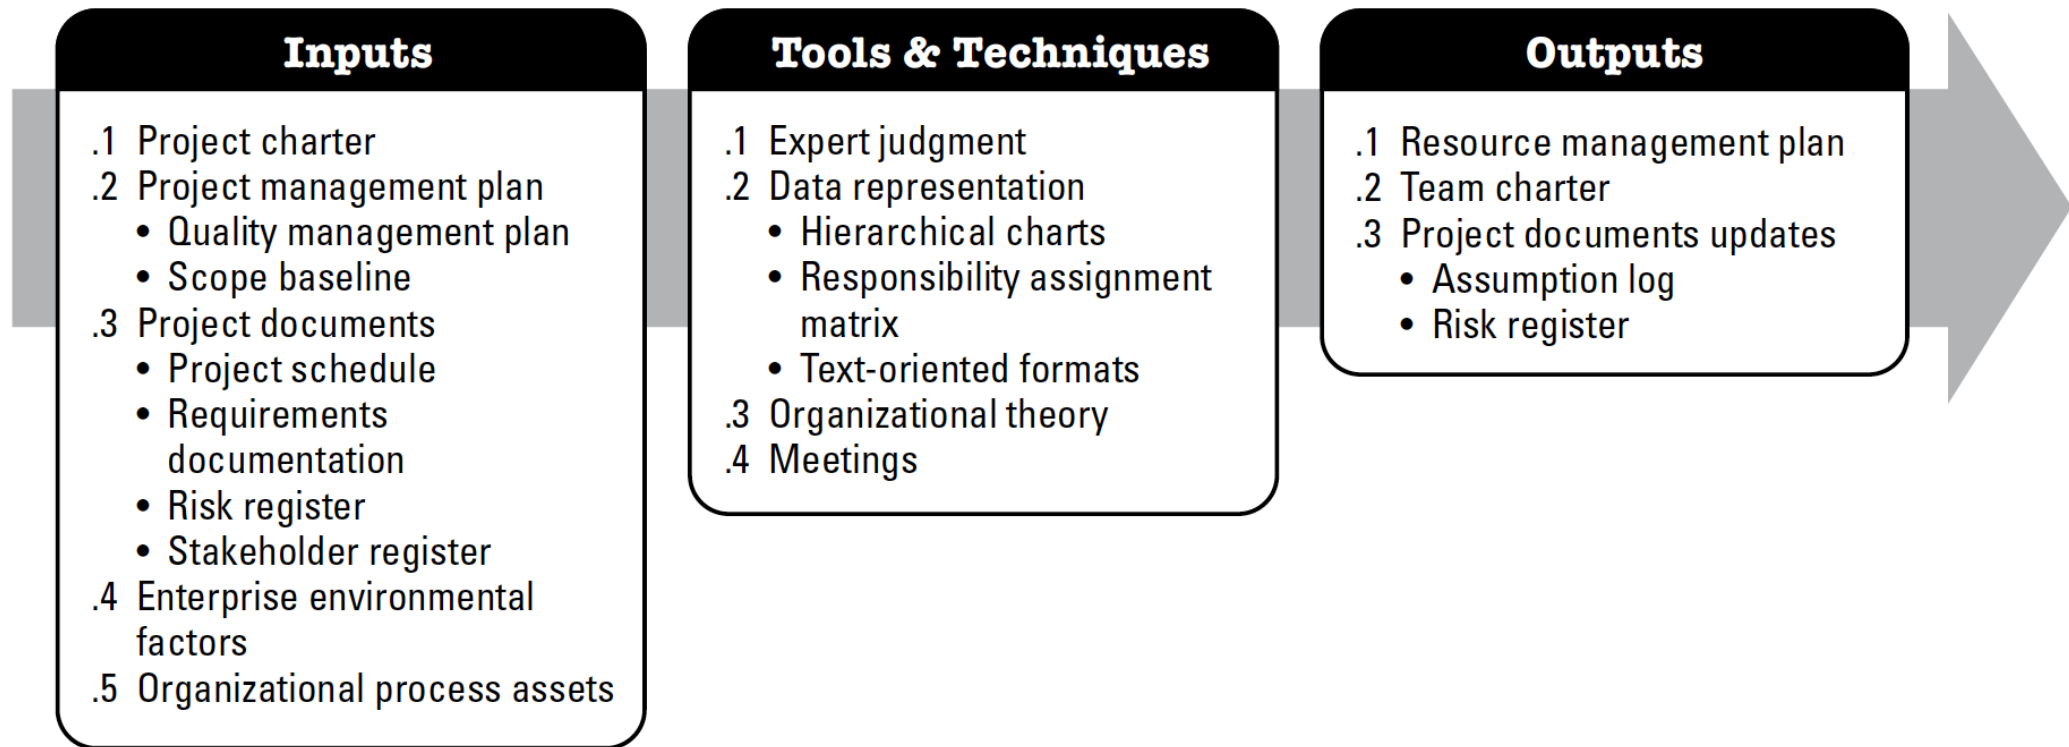 Inputs
.1 Project charter
.2 Project management plan
• Quality management plan
• Scope baseline
.3 Project documents
• Project schedule
• Requirements
documentation
• Risk register
• Stakeholder register
.4 Enterprise environmental
factors
.5 Organizational process assets
Tools & Techniques
.1 Expert judgment
.2 Data representation
• Hierarchical charts
• Responsibility assignment
matrix
• Text-oriented formats
.3 Organizational theory
.4 Meetings
Outputs
.1 Resource management plan
.2 Team charter
.3 Project documents updates
• Assumption log
• Risk register